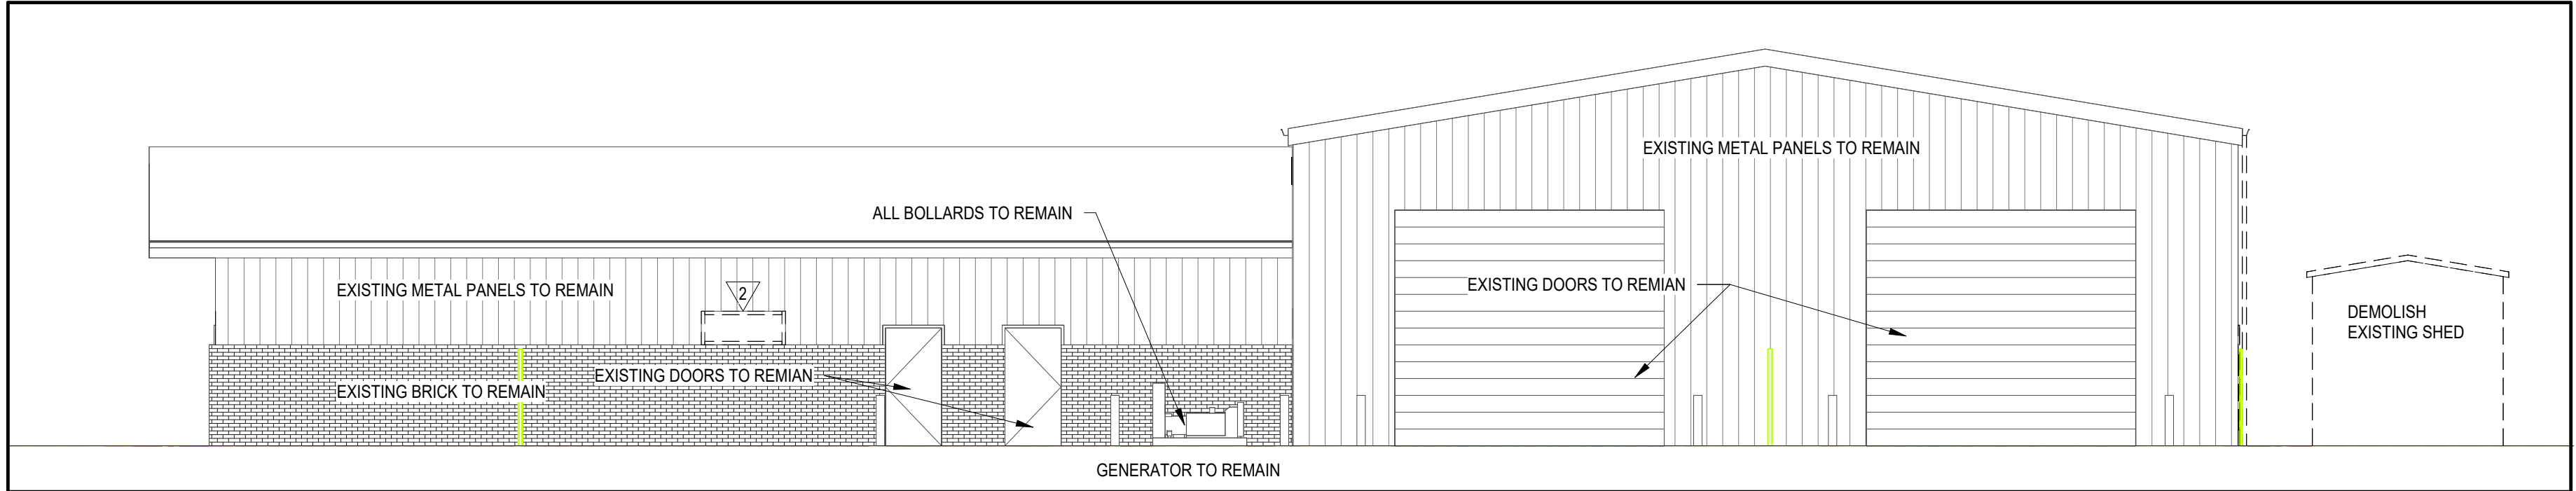 EXISTING METAL PANELS TO REMAIN
ALL BOLLARDS TO REMAIN
EXISTING DOORS TO REMIAN
EXISTING METAL PANELS TO REMAIN
2
DEMOLISH
EXISTING SHED
EXISTING DOORS TO REMIAN
EXISTING BRICK TO REMAIN
GENERATOR TO REMAIN